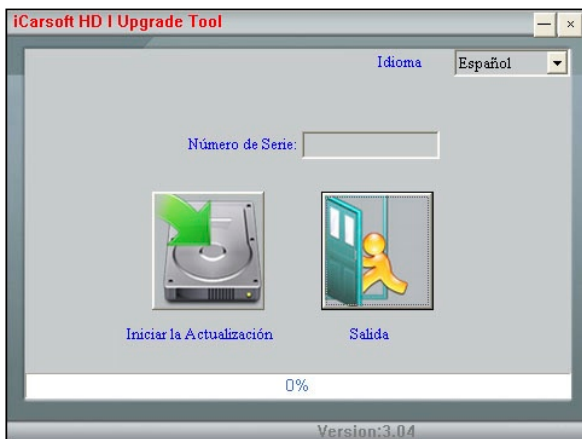 iCarsoft HD I Upgrade Tool
Idioma Español
Número de Serie:
Iniciar la Actualización Salida
0%
Version:3.04